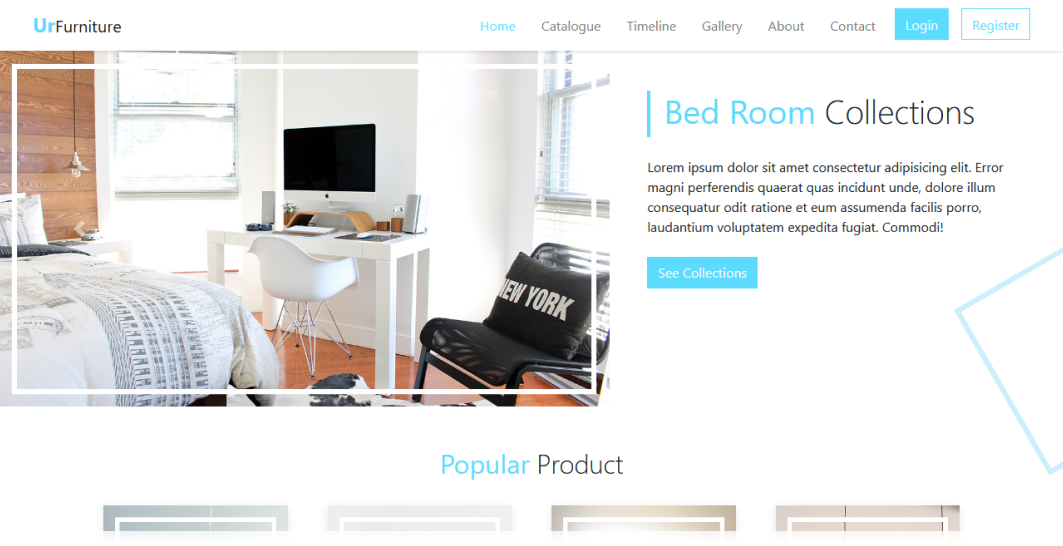 UrFurniture
Home Catalogue Timeline Gallery About Contact Login Register
Bed Room Collections
Lorem ipsum dolor sit amet consectetur adipisicing elit. Error
magni perferendis quaerat quas incidunt unde, dolore illum
consequatur odit ratione et eum assumenda facilis porro,
laudantium voluptatem expedita fugiat. Commodi!
See Collections
NEW YORK
Popular Product